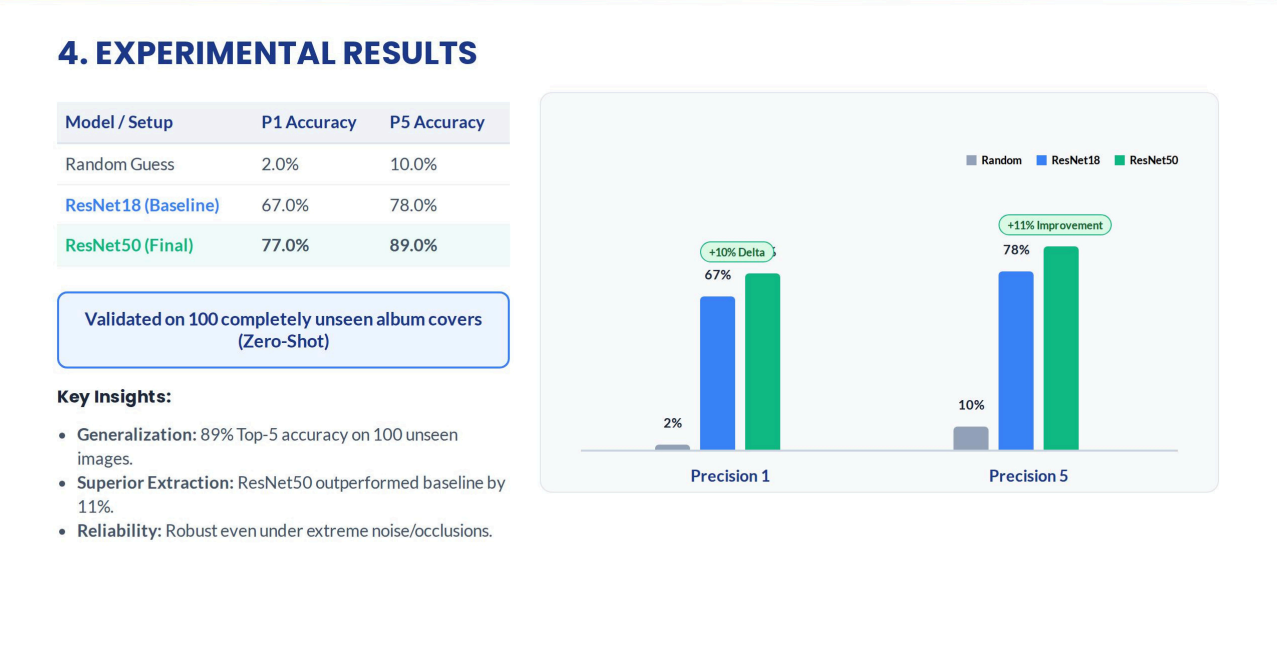 4. EXPERIMENTAL RESULTS
Model / Setup P1 Accuracy P5 Accuracy
Random Guess 2.0% 10.0%
ResNet18 (Baseline) 67.0% 78.0%
ResNet50 (Final) 77.0% 89.0%
Validated on 100 completely unseen album covers
(Zero-Shot)
Key Insights:
• Generalization: 89% Top-5 accuracy on 100 unseen
images.
• Superior Extraction: ResNet50 outperformed baseline by
11%.
• Reliability: Robust even under extreme noise/occlusions.
Random ResNet18 ResNet50
+11% Improvement
78%
+10% Delta
67%
10%
2%
Precision 1 Precision 5